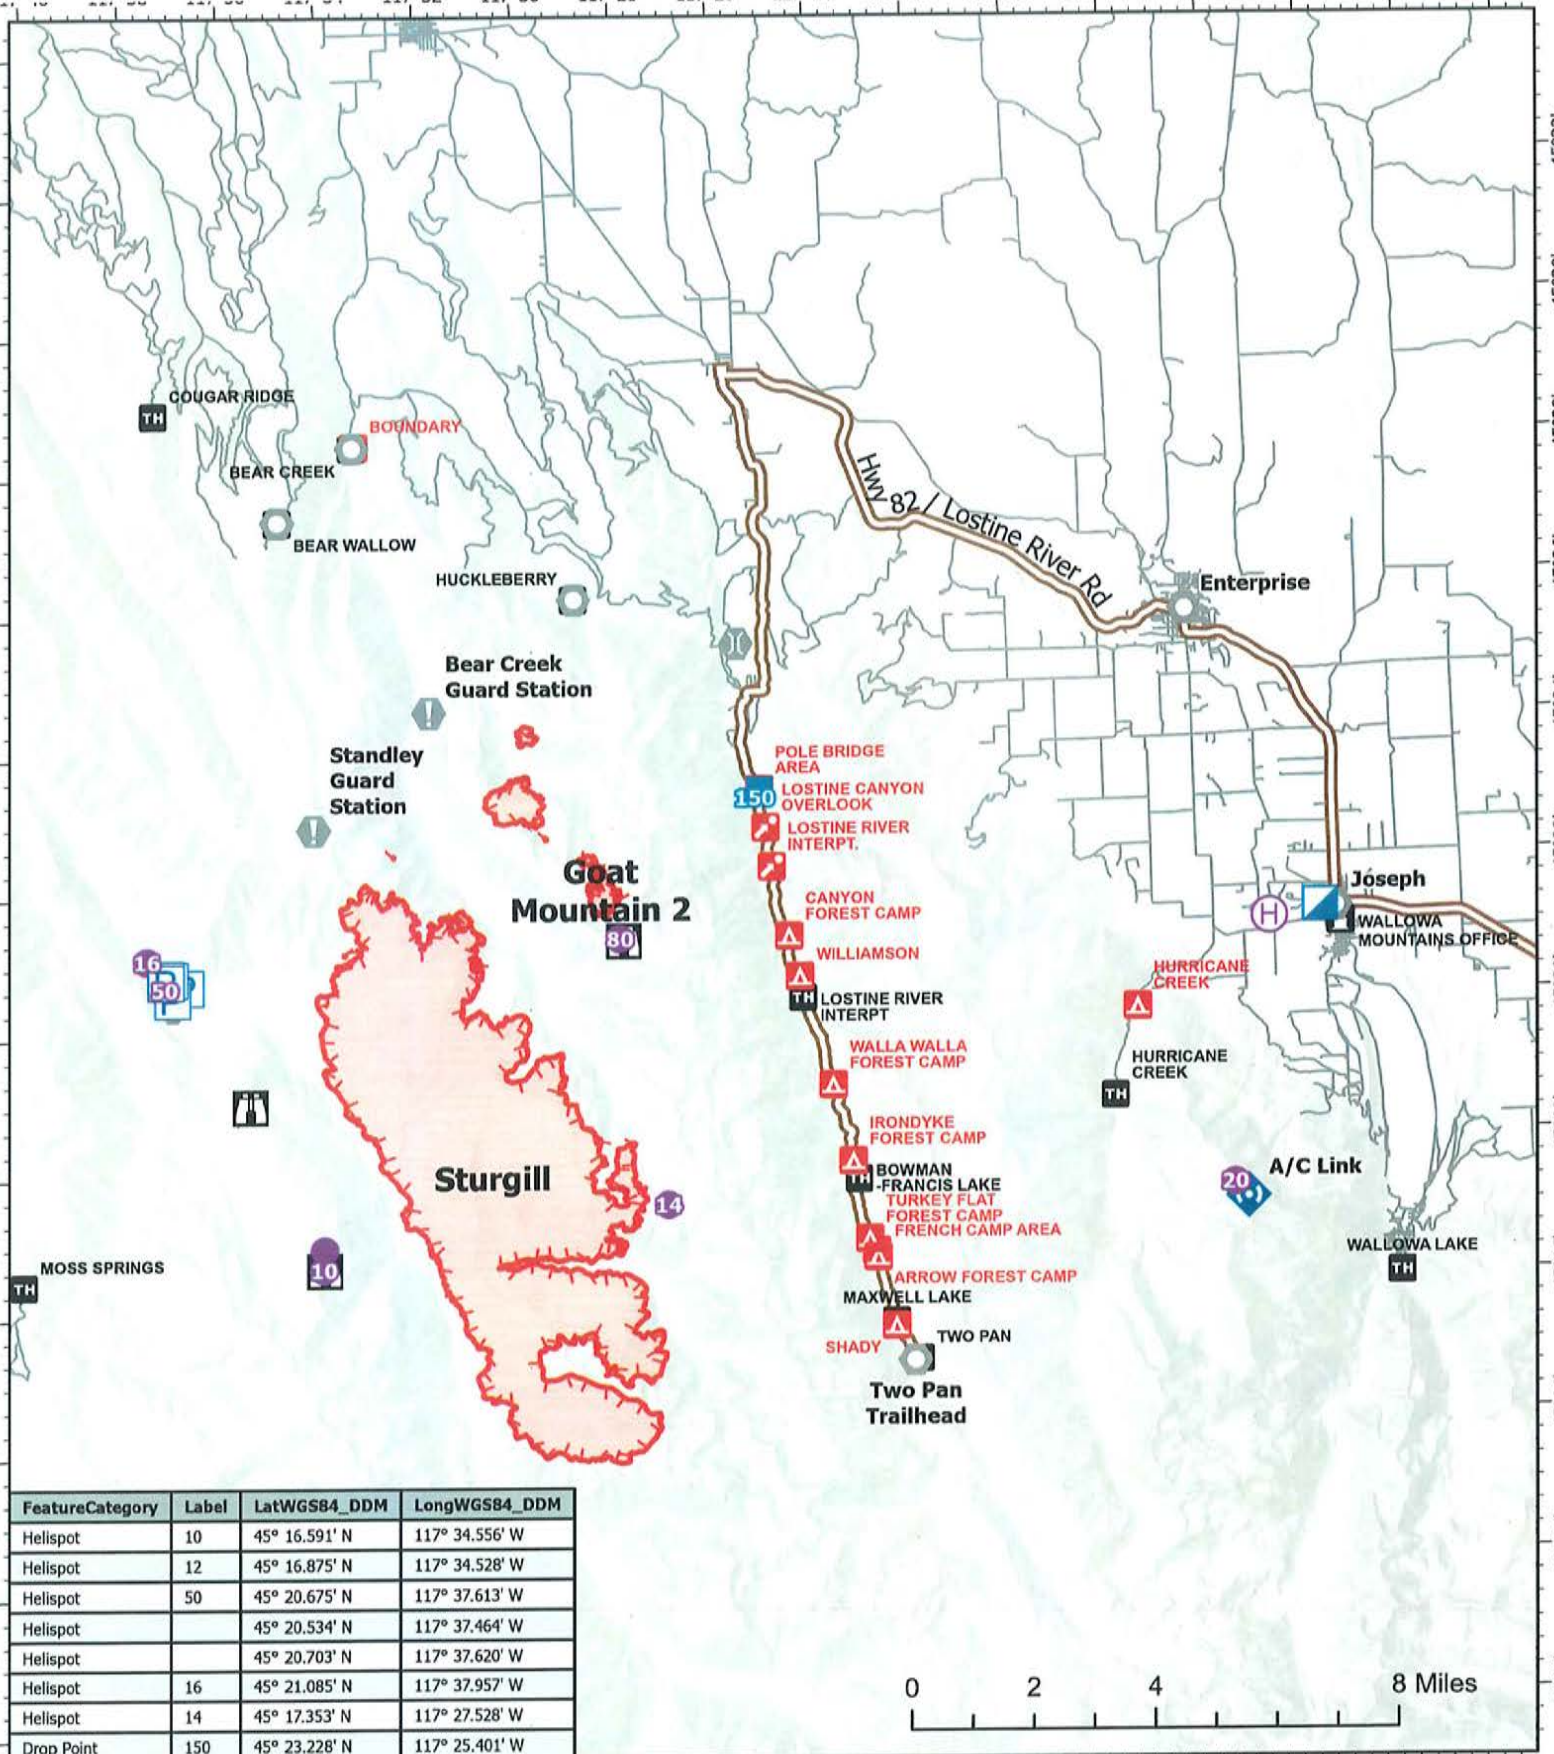 COUGAR RIDGE
TH
BOUNDARY
BEAR CREEK
BEAR WALLOW
HUCKLEBERRY
Hwy 82 / Lostine River Rd
Enterprise
Bear Creek
Guard Station
!
Standley
Guard
Station
!
POLE BRIDGE
AREA
150
LOSTINE CANYON
OVERLOOK
LOSTINE RIVER
INTERPT.
Goat
Mountain 2
80
CANYON
FOREST CAMP
WILLIAMSON
TH
LOSTINE RIVER
INTERPT
Joseph
H
WALLOWA
MOUNTAINS OFFICE
16
50
P
HURRICANE
CREEK
HURRICANE
CREEK
TH
WALLA WALLA
FOREST CAMP
IRONDYKE
FOREST CAMP
TH
BOWMAN
-FRANCIS LAKE
TURKEY FLAT
FOREST CAMP
FRENCH CAMP AREA
ARROW FOREST CAMP
MAXWELL LAKE
SHADY
TWO PAN
Two Pan
Trailhead
Sturgill
14
20
A/C Link
WALLOWA LAKE
TH
MOSS SPRINGS
TH
10
FeatureCategory Label LatWGS84_DDM LongWGS84_DDM
Helispot 10 45° 16.591' N 117° 34.556' W
Helispot 12 45° 16.875' N 117° 34.528' W
Helispot 50 45° 20.675' N 117° 37.613' W
Helispot 45° 20.534' N 117° 37.464' W
Helispot 45° 20.703' N 117° 37.620' W
Helispot 16 45° 21.085' N 117° 37.957' W
Helispot 14 45° 17.353' N 117° 27.528' W
Drop Point 150 45° 23.228' N 117° 25.401' W
0 2 4 8 Miles